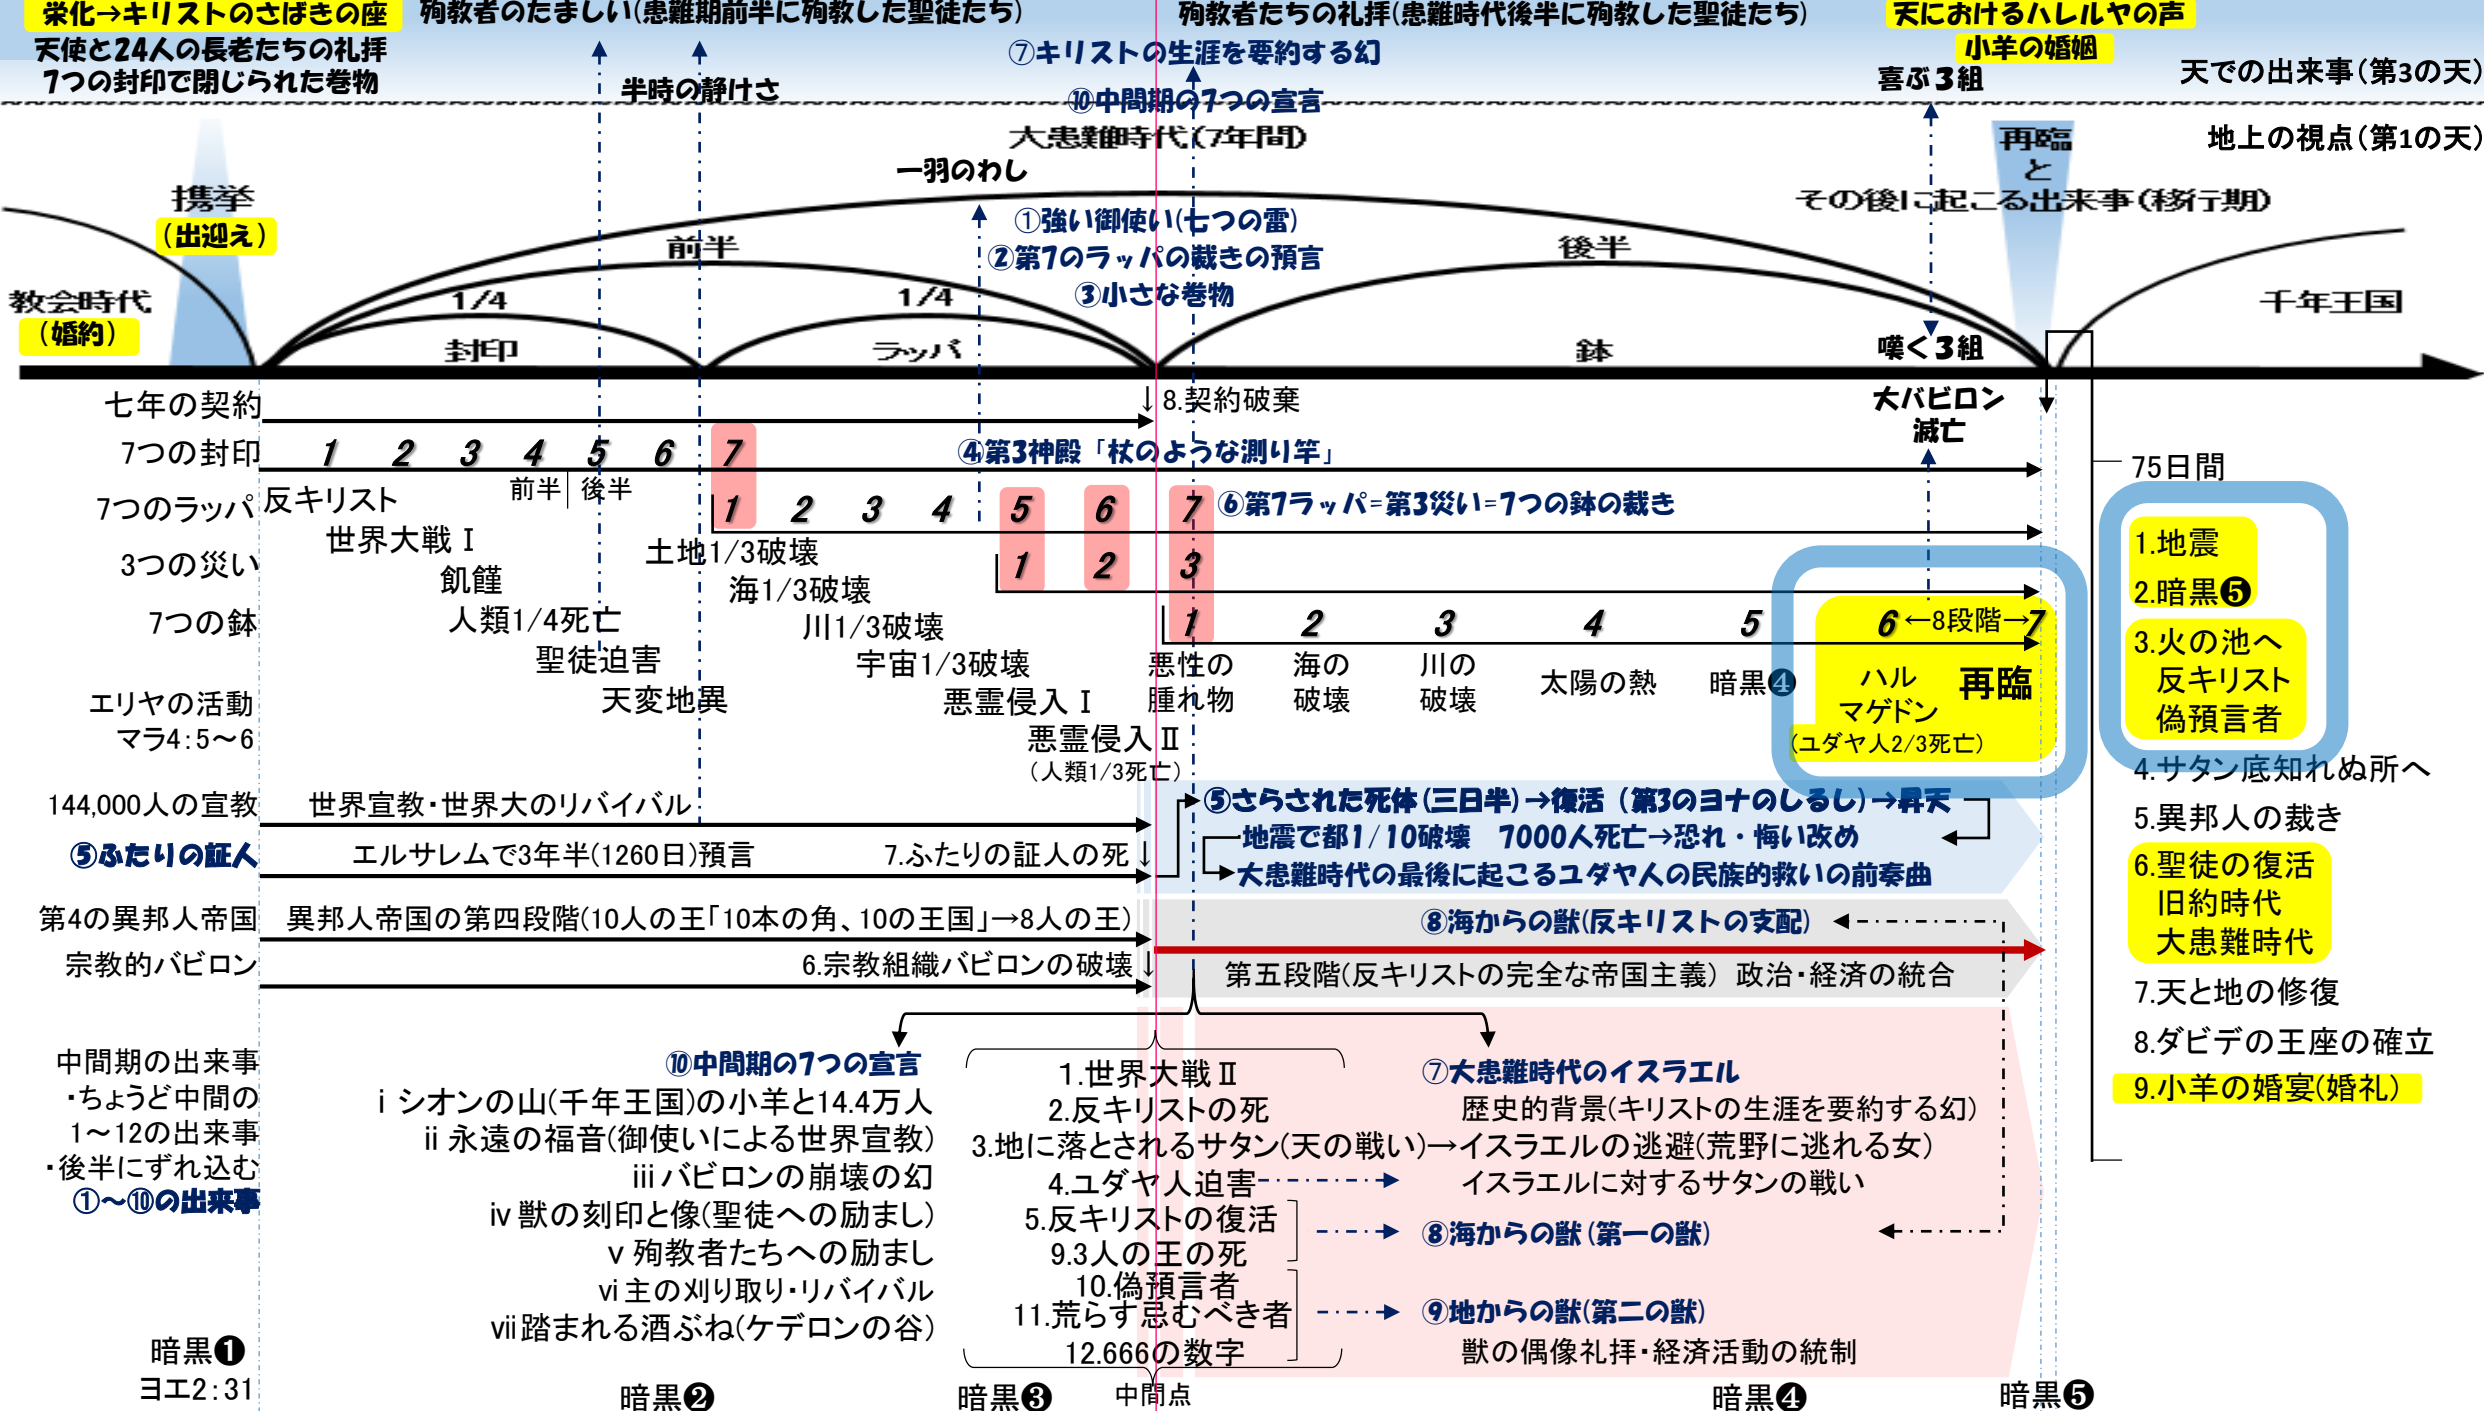 栄化→キリストのさばきの座
殉教者のたましい(患難期前半に殉教した聖徒たち)
殉教者たちの礼拝(患難時代後半に殉教した聖徒たち)
天におけるハレルヤの声
天使と24人の長老たちの礼拝
⑦キリストの生涯を要約する幻
小羊の婚姻
7つの封印で閉じられた巻物
半時の静けさ
⑩中間期の7つの宣言
喜ぶ3組
天での出来事(第3の天)
大患難時代(7年間)
再臨
と
その後に起こる出来事(移行期)
地上の視点(第1の天)
一羽のわし
携挙
(出迎え)
①強い御使い(七つの雷)
前半
②第7のラッパの裁きの預言
後半
教会時代
(婚約)
1/4
1/4
③小さな巻物
千年王国
封印
ラッパ
鉢
嘆く3組
七年の契約
↓8.契約破棄
大バビロン
滅亡
7つの封印
1 2 3 4 5 6 7
④第3神殿「杖のような測り竿」
75日間
前半 後半
7つのラッパ
反キリスト
1 2 3 4 5 6 7
⑥第7ラッパ=第3災い=7つの鉢の裁き
世界大戦Ⅰ
土地1/3破壊
1.地震
3つの災い
1 2 3
飢饉
海1/3破壊
2.暗黒❺
7つの鉢
人類1/4死亡
川1/3破壊
1 2 3 4 5 6 ←8段階→7
3.火の池へ
反キリスト
偽預言者
聖徒迫害
宇宙1/3破壊
悪性の
腫れ物
海の
破壊
川の
破壊
太陽の熱
暗黒❹
ハル
マゲドン
再臨
(ユダヤ人2/3死亡)
エリヤの活動
マラ4:5～6
天変地異
悪霊侵入Ⅰ
悪霊侵入Ⅱ
(人類1/3死亡)
4.サタン底知れぬ所へ
144,000人の宣教
世界宣教・世界大のリバイバル
⑤さらされた死体(三日半)→復活(第3のヨナのしるし)→昇天
5.異邦人の裁き
地震で都1/10破壊 7000人死亡→恐れ・悔い改め
⑤ふたりの証人
エルサレムで3年半(1260日)預言
7.ふたりの証人の死↓
大患難時代の最後に起こるユダヤ人の民族的救いの前奏曲
6.聖徒の復活
旧約時代
大患難時代
第4の異邦人帝国
異邦人帝国の第四段階(10人の王「10本の角、10の王国」→8人の王)
⑧海からの獣(反キリストの支配)
宗教的バビロン
6.宗教組織バビロンの破壊↓
第五段階(反キリストの完全な帝国主義) 政治・経済の統合
7.天と地の修復
8.ダビデの王座の確立
9.小羊の婚宴(婚礼)
中間期の出来事
・ちょうど中間の
1～12の出来事
・後半にずれ込む
①～⑩の出来事
⑩中間期の7つの宣言
ⅰシオンの山(千年王国)の小羊と14.4万人
ⅱ永遠の福音(御使いによる世界宣教)
ⅲバビロンの崩壊の幻
ⅳ獣の刻印と像(聖徒への励まし)
ⅴ殉教者たちへの励まし
ⅵ主の刈り取り・リバイバル
ⅶ踏まれる酒ぶね(ケデロンの谷)
1.世界大戦Ⅱ
2.反キリストの死
3.地に落とされるサタン(天の戦い)→イスラエルの逃避(荒野に逃れる女)
4.ユダヤ人迫害
5.反キリストの復活
9.3人の王の死
10.偽預言者
11.荒らす忌むべき者
12.666の数字
⑦大患難時代のイスラエル
歴史的背景(キリストの生涯を要約する幻)
イスラエルに対するサタンの戦い
⑧海からの獣(第一の獣)
⑨地からの獣(第二の獣)
獣の偶像礼拝・経済活動の統制
暗黒❶
ヨエ2:31
暗黒❷
暗黒❸
中間点
暗黒❹
暗黒❺